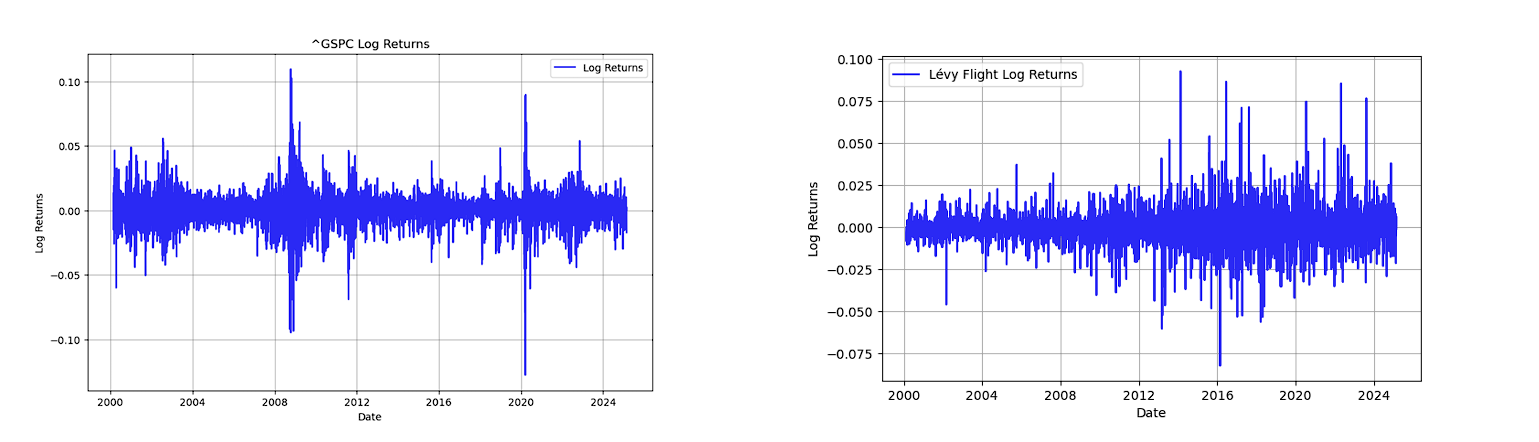 ^GSPC Log Returns
Log Returns
0.10
0.05
0.00
−0.05
−0.10
Log Returns
2000 2004 2008 2012 2016 2020 2024
Date
Lévy Flight Log Returns
0.100
0.075
0.050
0.025
0.000
−0.025
−0.050
−0.075
Log Returns
2000 2004 2008 2012 2016 2020 2024
Date